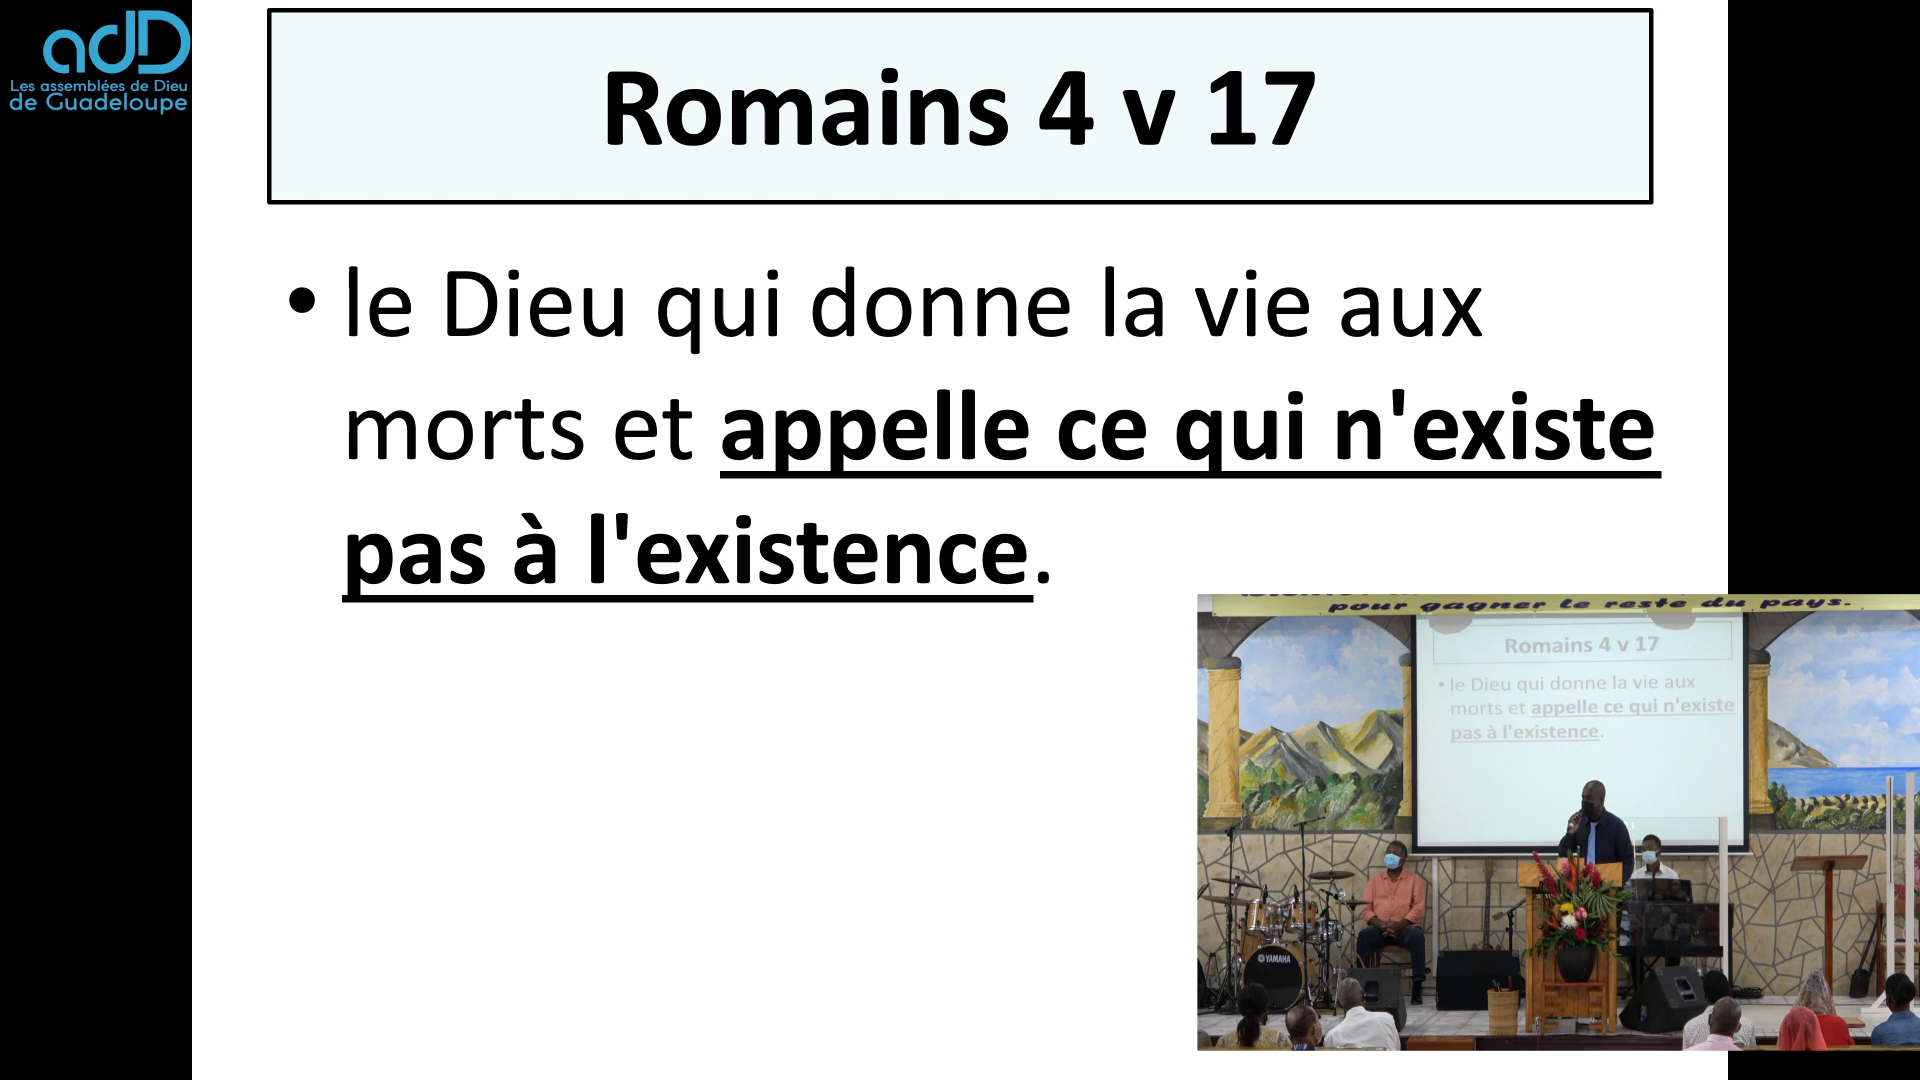 adD
Les assemblées de Dieu
de Guadeloupe
Romains 4 v 17
• le Dieu qui donne la vie aux
morts et appelle ce qui n'existe
pas à l'existence.
pour gagner le reste du pays.
Romains 4 v 17
• le Dieu qui donne la vie aux
morts et appelle ce qui n'existe
pas à l'existence.
YAMAHA